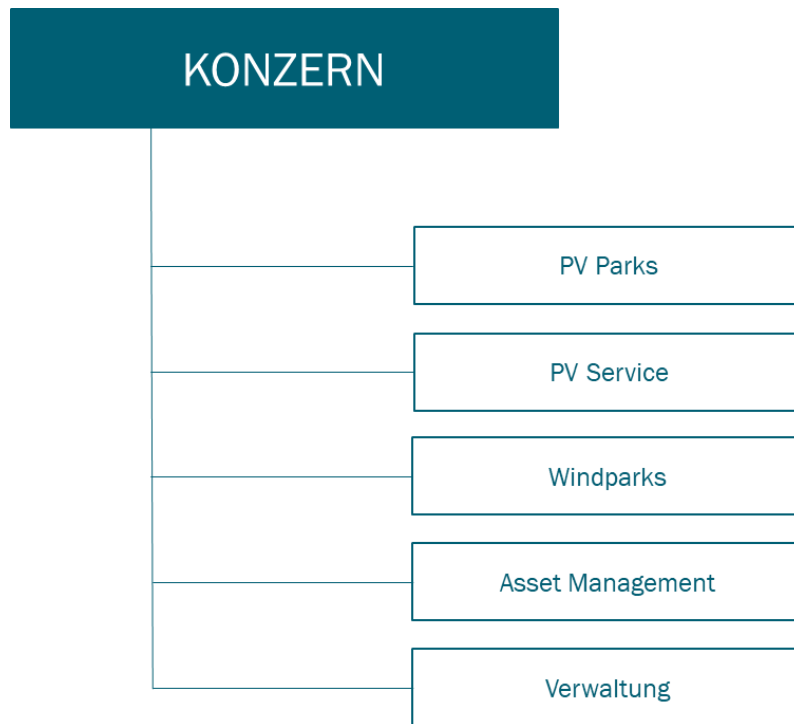 KONZERN
PV Parks
PV Service
Windparks
Asset Management
Verwaltung